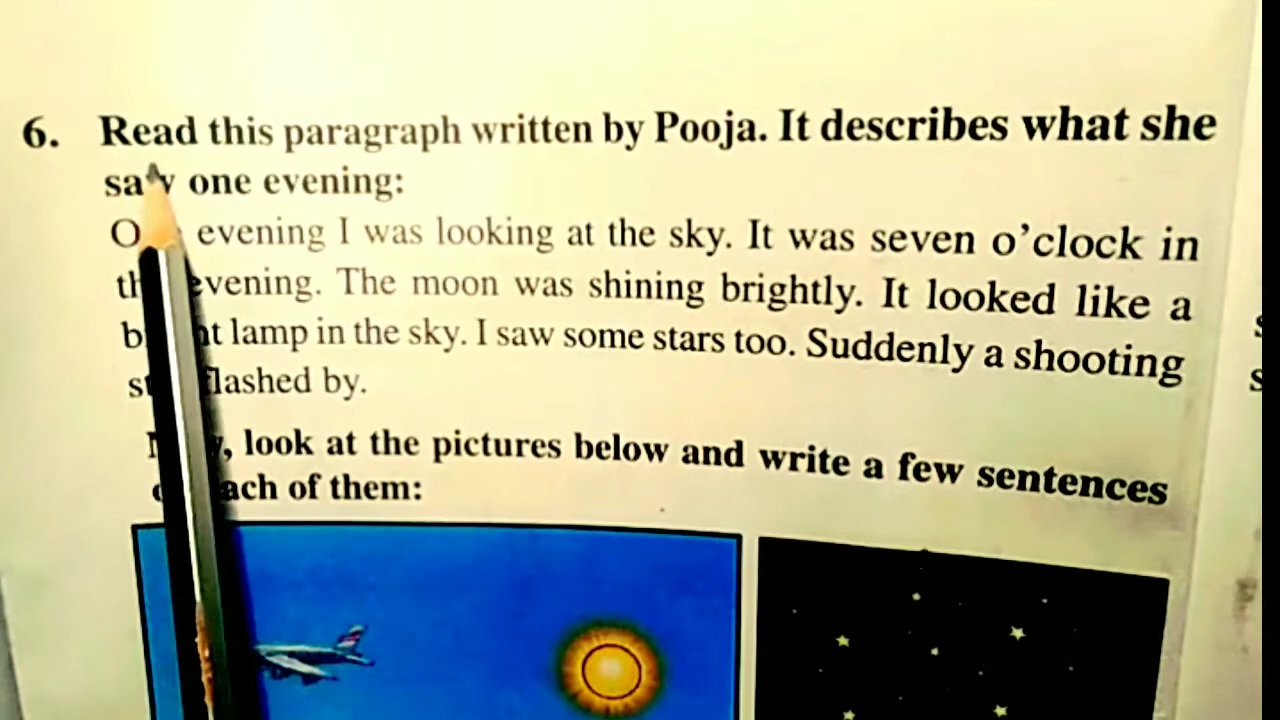 6. Read this paragraph written by Pooja. It describes what she
saw one evening:
evening I was looking at the sky. It was seven o'clock in
evening. The moon was shining brightly. It looked like a
lamp in the sky. I saw some stars too. Suddenly a shooting
flashed by.
look at the pictures below and write a few sentences
of them: